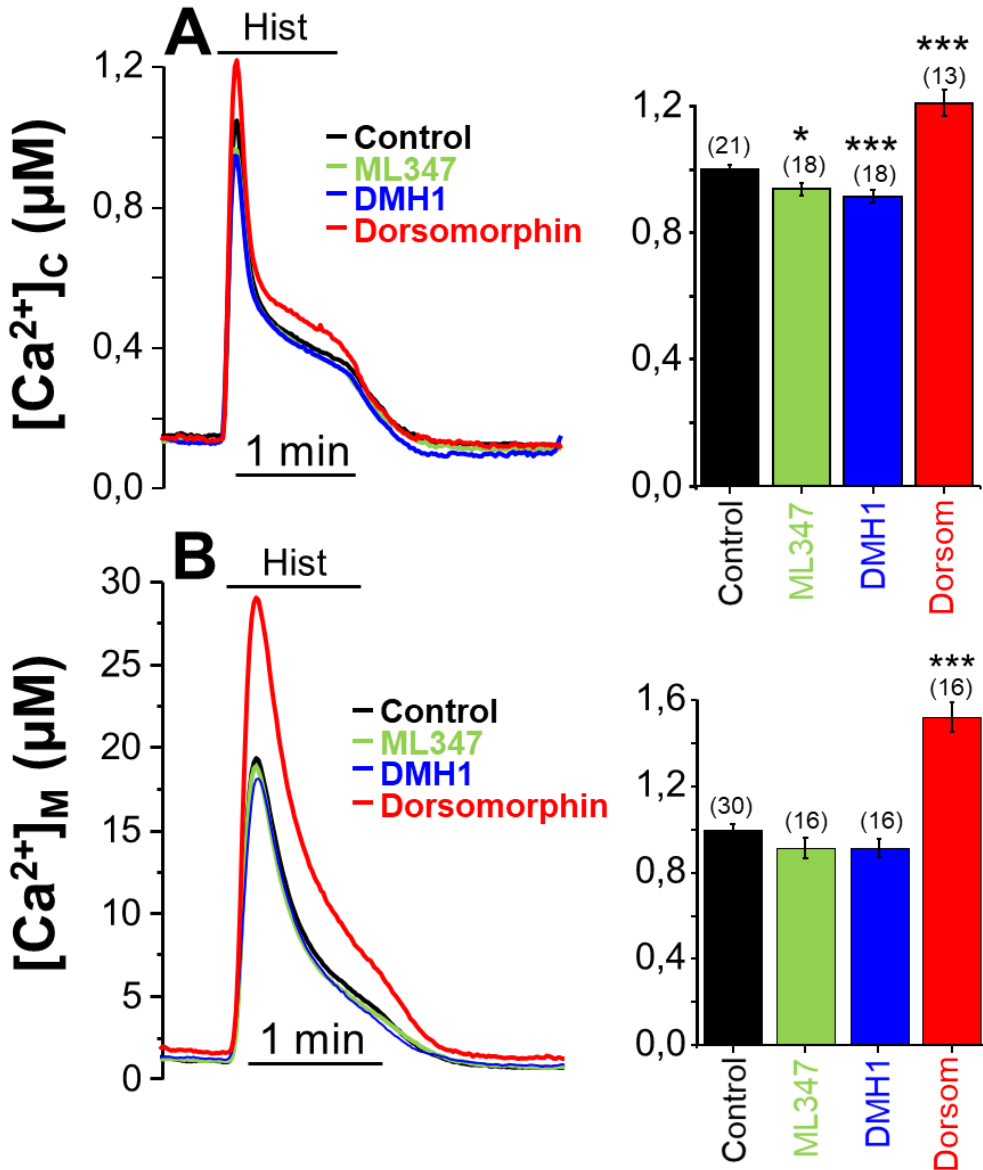 A
Hist
[Ca²⁺]C (µM)
1,2
0,8
0,4
0,0
Control
ML347
DMH1
Dorsomorphin
1 min
1,2
0,8
0,4
0,0
(21)
*
(18)
***
(18)
***
(13)
Control
ML347
DMH1
Dorsom
B
Hist
[Ca²⁺]M (µM)
30
25
20
15
10
5
0
Control
ML347
DMH1
Dorsomorphin
1 min
1,6
1,2
0,8
0,4
0,0
(30)
(16)
(16)
***
(16)
Control
ML347
DMH1
Dorsom